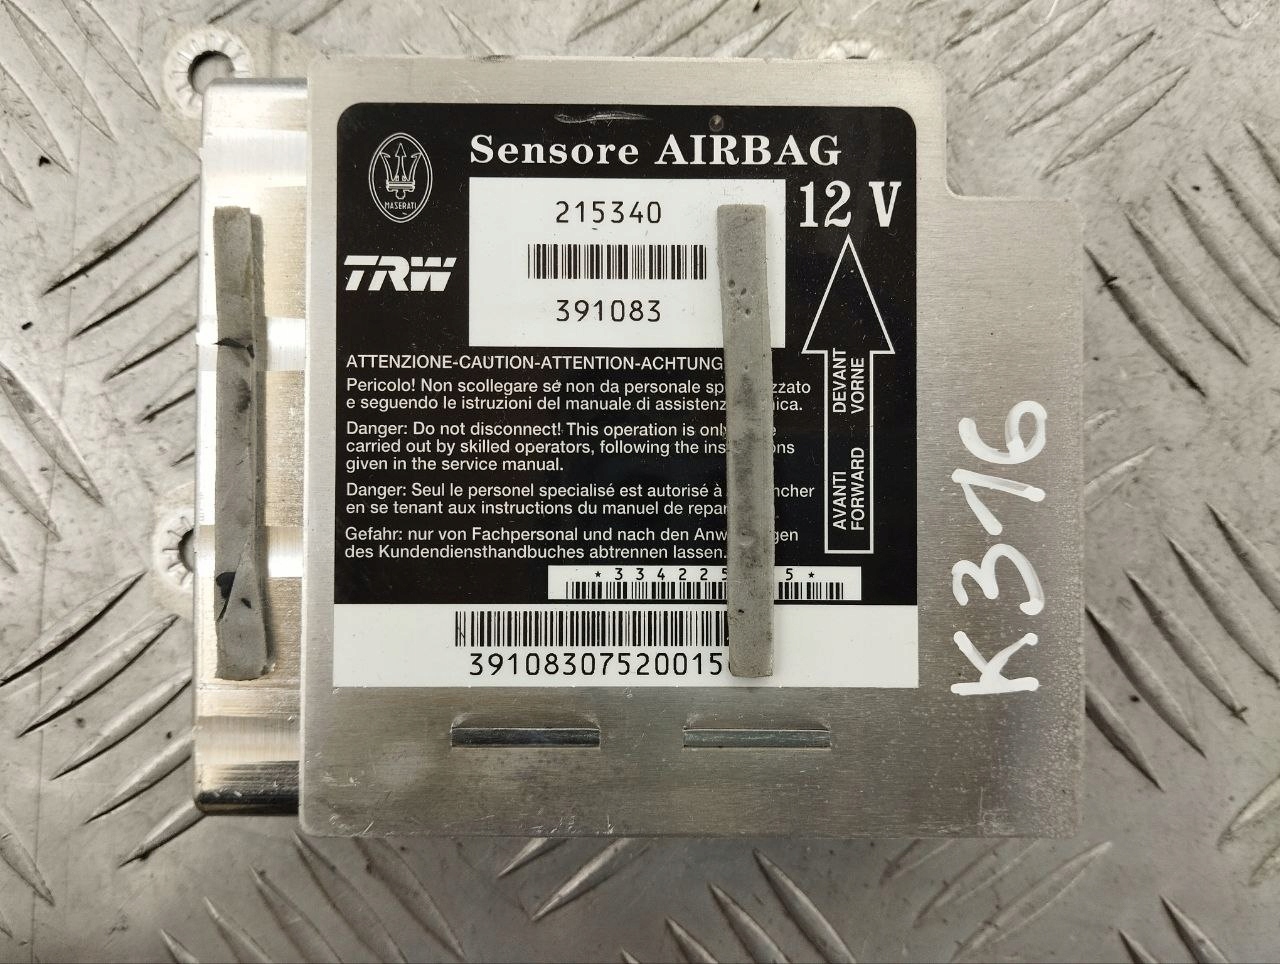 Sensore AIRBAG
12 V
MASERATI
TRW
215340
391083
ATTENZIONE-CAUTION-ATTENTION-ACHTUNG
Pericolo! Non scollegare se non da personale
e seguendo le istruzioni del manuale di
Danger: Do not disconnect! This operation is
carried out by skilled operators, following the
given in the service manual.
Danger: Seul le personel specialisé est autorisé à
en se tenant aux instructions du manuel de
Gefahr: nur von Fachpersonal und nach den
des Kundendiensthandbuches abtrennen lassen.
AVANTI DEVANT
FORWARD VORNE
K316